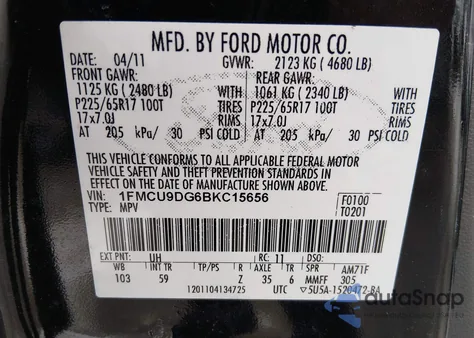 MFD. BY FORD MOTOR CO.
DATE: 04/11 GVWR: 2123 KG ( 4680 LB)
FRONT GAWR: REAR GAWR:
1125 KG ( 2480 LB) WITH 1061 KG ( 2340 LB) WITH
P225/65R17 100T TIRES P225/65R17 100T TIRES
17x7.0J RIMS 17x7.0J RIMS
AT 205 kPa/ 30 PSI COLD AT 205 kPa/ 30 PSI COLD
THIS VEHICLE CONFORMS TO ALL APPLICABLE FEDERAL MOTOR
VEHICLE SAFETY AND THEFT PREVENTION STANDARDS IN
EFFECT ON THE DATE OF MANUFACTURE SHOWN ABOVE.
VIN: 1FMCU9DG6BKC15656 F0100
TYPE: MPV T0201
EXT PNT: UH RC: 11 DSO:
WB INT TR TP/PS R AXLE TR SPR AM71F
103 59 Z 35 6 MMFF 305
1201104134725 UTC 5U5A-1520472-BA
autoSnap